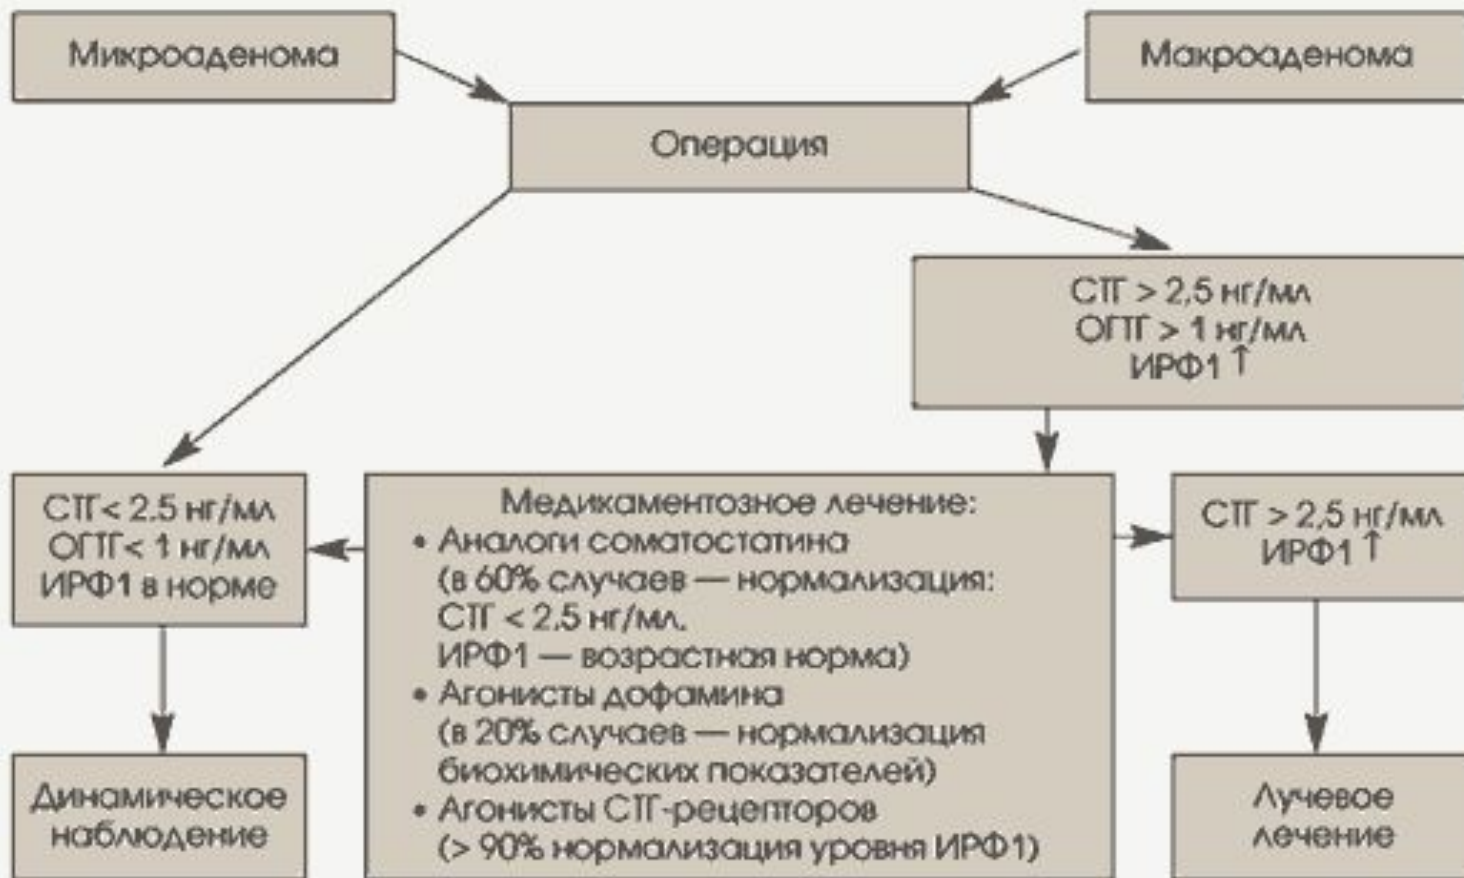 Микроаденома
Макроаденома
Операция
СТГ > 2,5 нг/мл
ОГТГ > 1 нг/мл
ИРФ1 ↑
СТГ< 2.5 нг/мл
ОГТГ< 1 нг/мл
ИРФ1 в норме
Медикаментозное лечение:
• Аналоги соматостатина
(в 60% случаев — нормализация:
СТГ < 2,5 нг/мл.
ИРФ1 — возрастная норма)
• Агонисты дофамина
(в 20% случаев — нормализация
биохимических показателей)
• Агонисты СТГ-рецепторов
(> 90% нормализация уровня ИРФ1)
СТГ > 2,5 нг/мл
ИРФ1 ↑
Динамическое
наблюдение
Лучевое
лечение